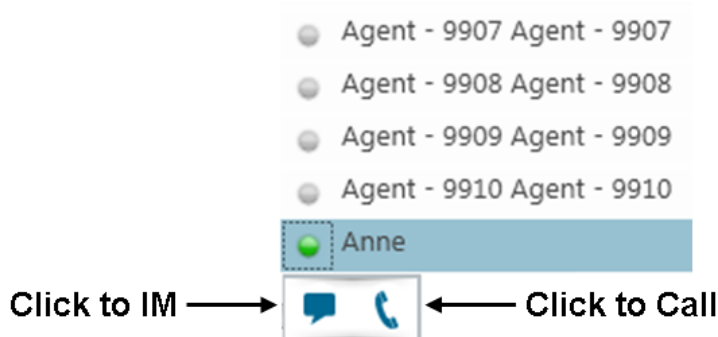 Agent - 9907 Agent - 9907
Agent - 9908 Agent - 9908
Agent - 9909 Agent - 9909
Agent - 9910 Agent - 9910
Anne
Click to IM
Click to Call